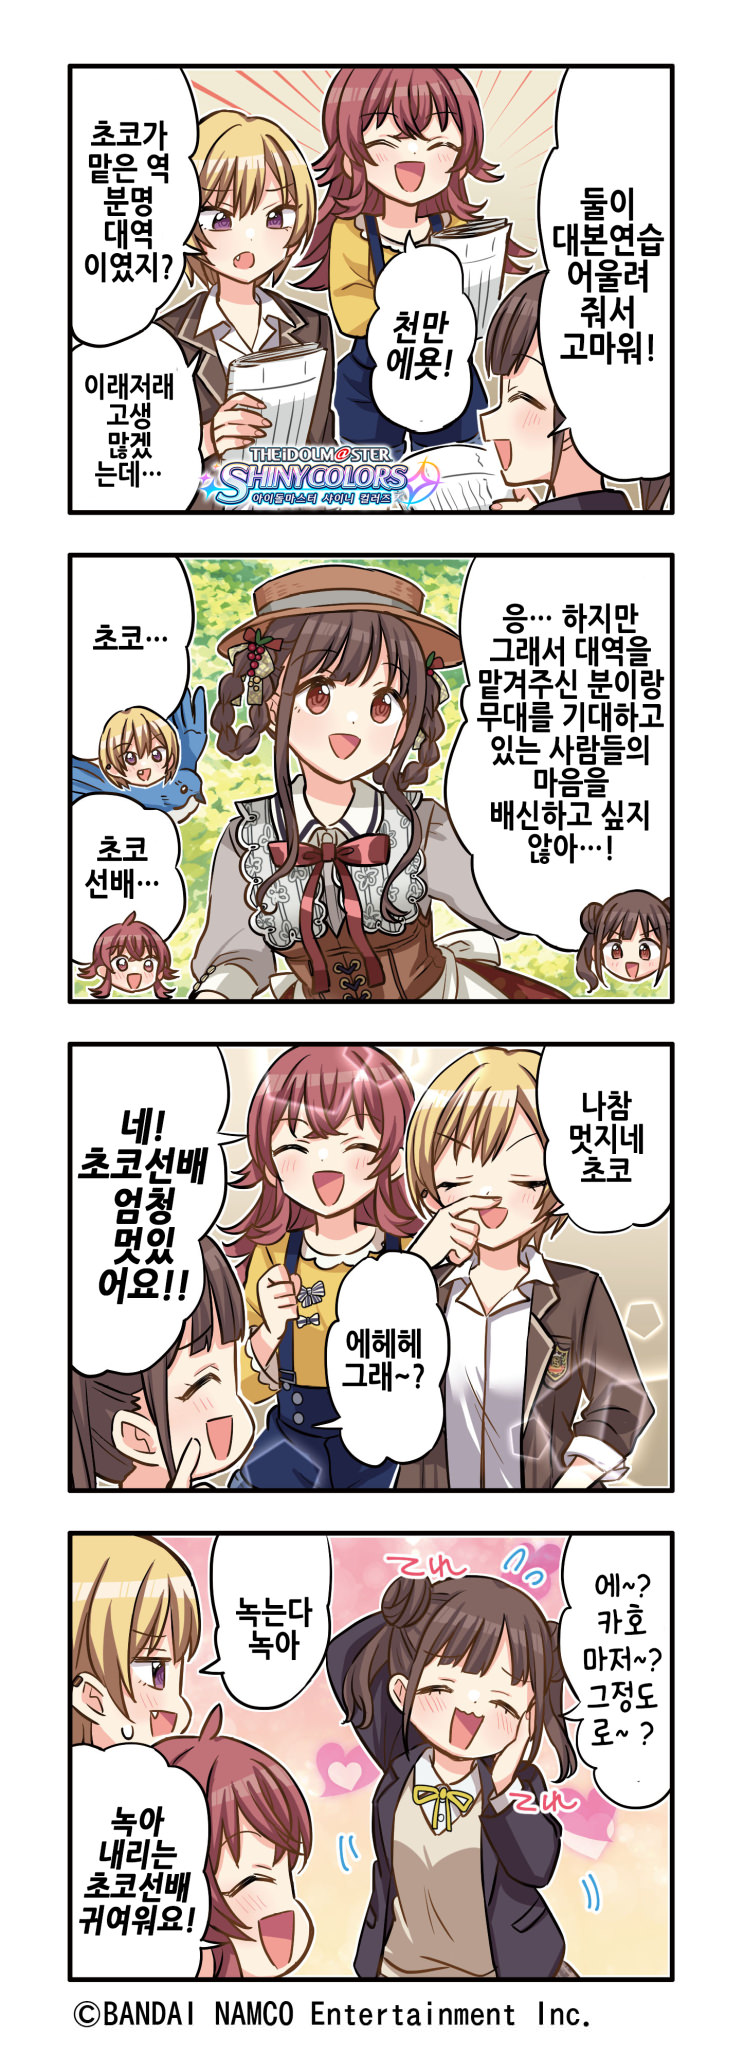 둘이
대본연습
어울려
줘서
고마워!
천만
에욧!
초코가
맡은 역
분명
대역
이였지?
이래저래
고생
많겠
는데…
THE iDOLM@STER
SHINYCOLORS
아이돌마스터 샤이니 컬러즈
응… 하지만
그래서 대역을
맡겨주신 분이랑
무대를 기대하고
있는 사람들의
마음을
배신하고 싶지
않아…!
초코…
초코
선배…
나참
멋지네
초코
네!
초코선배
엄청
멋있
어요!!
에헤헤
그래~?
에~?
카호
마저~?
그정도
로~ ?
てれ
てれ
녹는다
녹아
녹아
내리는
초코선배
귀여워요!
©BANDAI NAMCO Entertainment Inc.